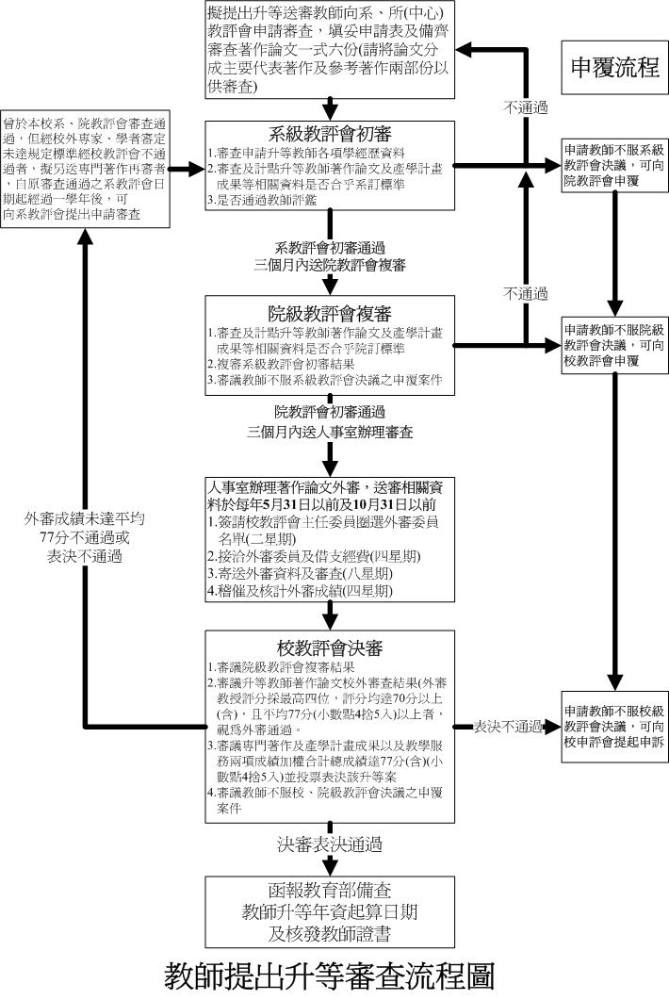 擬提出升等送審教師向系、所(中心)
教評會申請審查，填妥申請表及備齊
審查著作論文一式六份(請將論文分
成主要代表著作及參考著作兩部份以
供審查)
申覆流程
不通過
曾於本校系、院教評會審查通
過，但經校外專家、學者審定
未達規定標準經校教評會不通
過者，擬另送專門著作再審者
，自原審查通過之系教評會日
期起經過一學年後，可
向系教評會提出申請審查
系級教評會初審
1.審查申請升等教師各項學經歷資料
2.審查及計點升等教師著作論文及產學計畫
成果等相關資料是否合乎系訂標準
3.是否通過教師評鑑
申請教師不服系級
教評會決議，可向
院教評會申覆
系教評會初審通過
三個月內送院教評會複審
不通過
院級教評會複審
1.審查及計點升等教師著作論文及產學計畫
成果等相關資料是否合乎院訂標準
2.複審系級教評會初審結果
3.審議教師不服系級教評會決議之申覆案件
申請教師不服院級
教評會決議，可向
校教評會申覆
院教評會初審通過
三個月內送人事室辦理審查
人事室辦理著作論文外審，送審相關資
料於每年5月31日以前及10月31日以前
1.簽請校教評會主任委員圈選外審委員
名單(二星期)
2.接洽外審委員及借支經費(四星期)
3.寄送外審資料及審查(八星期)
4.稽催及核計外審成績(四星期)
外審成績未達平均
77分不通過或
表決不通過
校教評會決審
1.審議院級教評會複審結果
2.審議升等教師著作論文校外審查結果(外審
教授評分採最高四位，評分均達70分以上
(含)，且平均77分(小數點4捨5入)以上者，
視為外審通過。
3.審議專門著作及產學計畫成果以及教學服
務兩項成績加權合計總成績達77分(含)(小
數點4捨5入)並投票表決該升等案
4.審議教師不服校、院級教評會決議之申覆
案件
表決不通過
申請教師不服校級
教評會決議，可向
校申評會提起申訴
決審表決通過
函報教育部備查
教師升等年資起算日期
及核發教師證書
教師提出升等審查流程圖